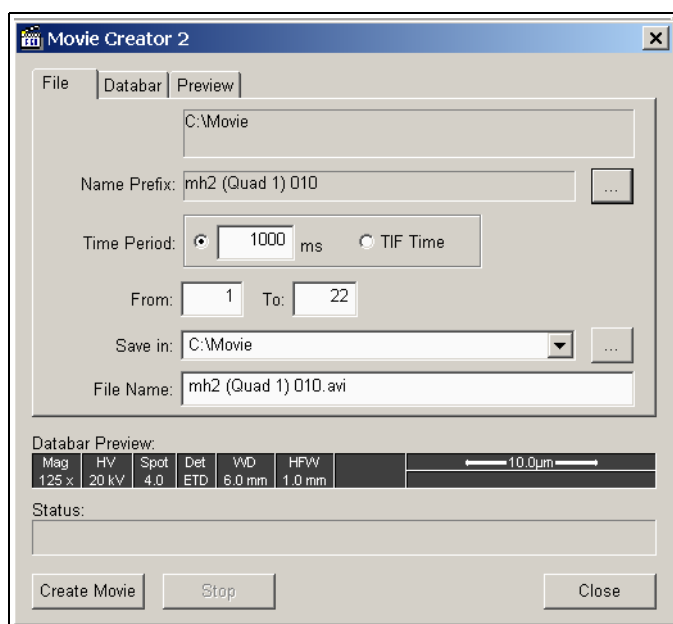 Movie Creator 2
File Databar Preview
C:\Movie
Name Prefix: mh2 (Quad 1) 010 ...
Time Period: 1000 ms TIF Time
From: 1 To: 22
Save in: C:\Movie ...
File Name: mh2 (Quad 1) 010.avi
Databar Preview:
Mag HV Spot Det WD HFW 10.0µm
125 x 20 kV 4.0 ETD 6.0 mm 1.0 mm
Status:
Create Movie Stop Close